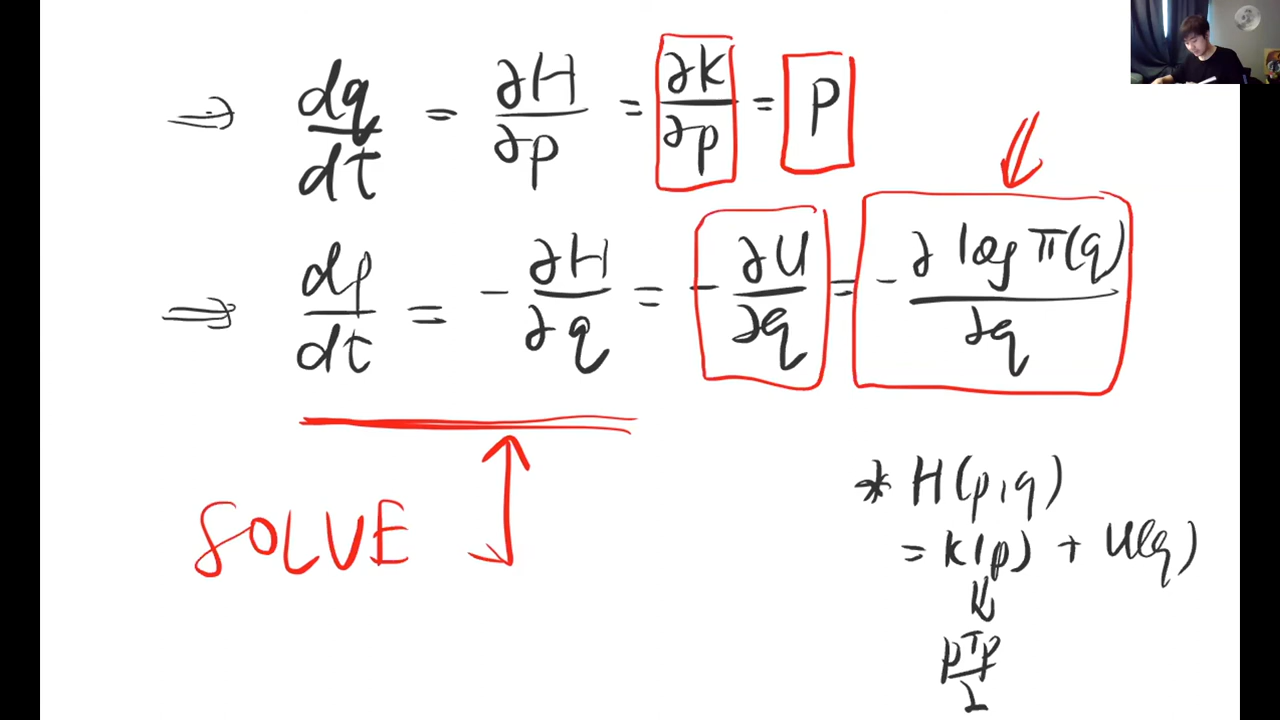 ⇒ dq/dt = ∂H/∂p = ∂K/∂p = p
⇒ dp/dt = - ∂H/∂q = - ∂U/∂q = - ∂ log π(q)/∂q
SOLVE
* H(p,q)
= K(p) + U(q)
pᵀp/2